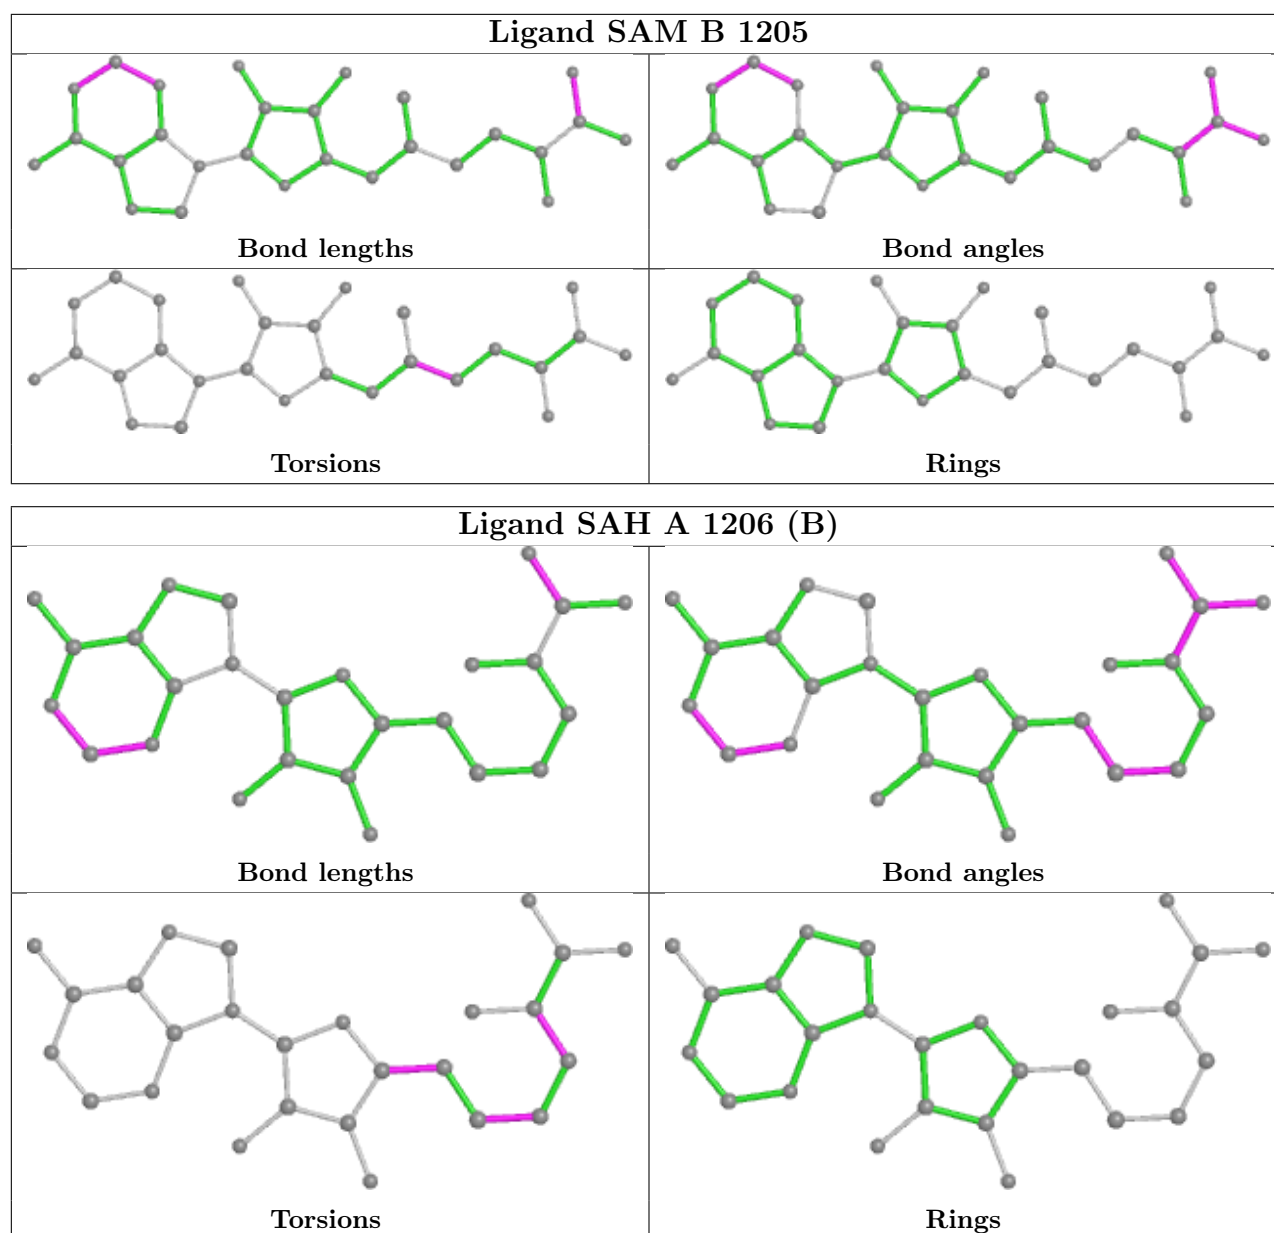 Ligand SAM B 1205
Bond lengths
Bond angles
Torsions
Rings
Ligand SAH A 1206 (B)
Bond lengths
Bond angles
Torsions
Rings